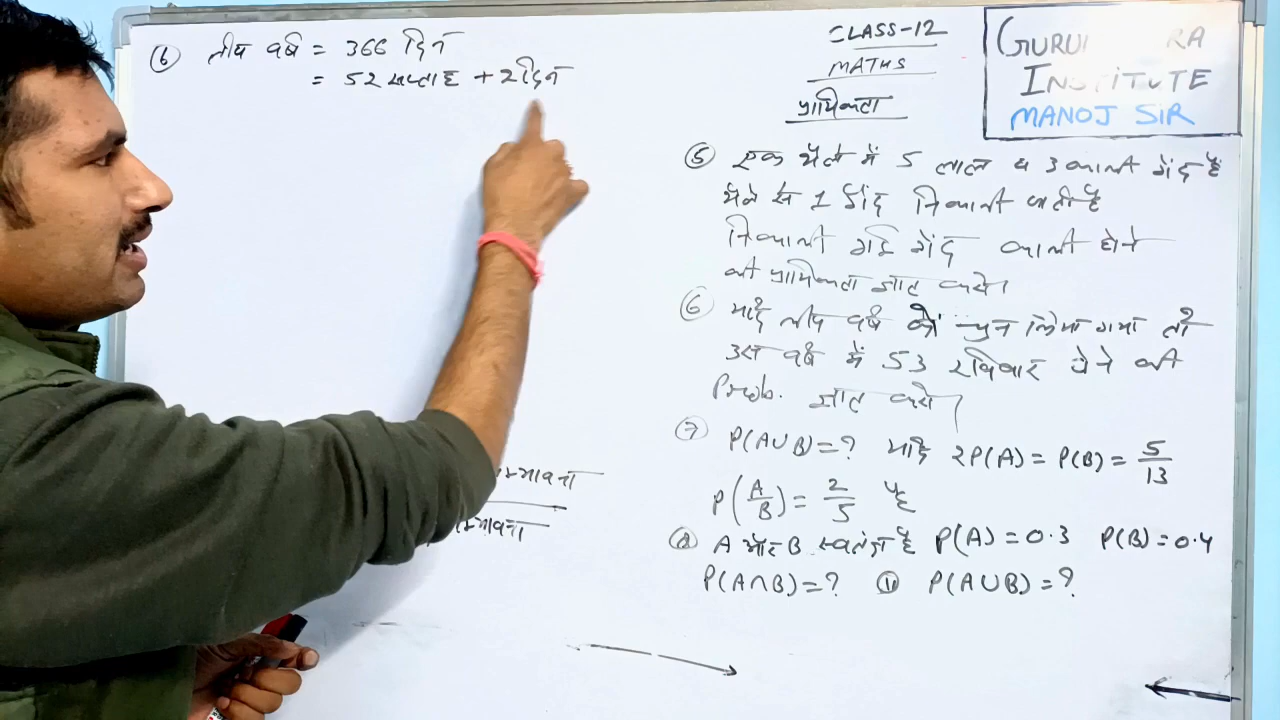 ⑥ लीप वर्ष = 366 दिन
= 52 सप्ताह + 2 दिन
CLASS-12
MATHS
प्रायिकता
GURU RA
INSTITUTE
MANOJ SIR
⑤ एक थैले में 5 लाल व 3 काली गेंद है
थैले से 1 गेंद निकाली जाती है
निकाली गई गेंद काली होने
की प्रायिकता ज्ञात करो।
⑥ यदि लीप वर्ष को चुन लिया गया तो
उस वर्ष में 53 रविवार होने की
Prob. ज्ञात करो।
⑦ P(A∪B)=? यदि 2P(A) = P(B) = 5/13
P(A/B) = 2/5 है
⑧ A और B स्वतंत्र है P(A) = 0.3 P(B) = 0.4
P(A∩B)=? ⑪ P(A∪B) = ?